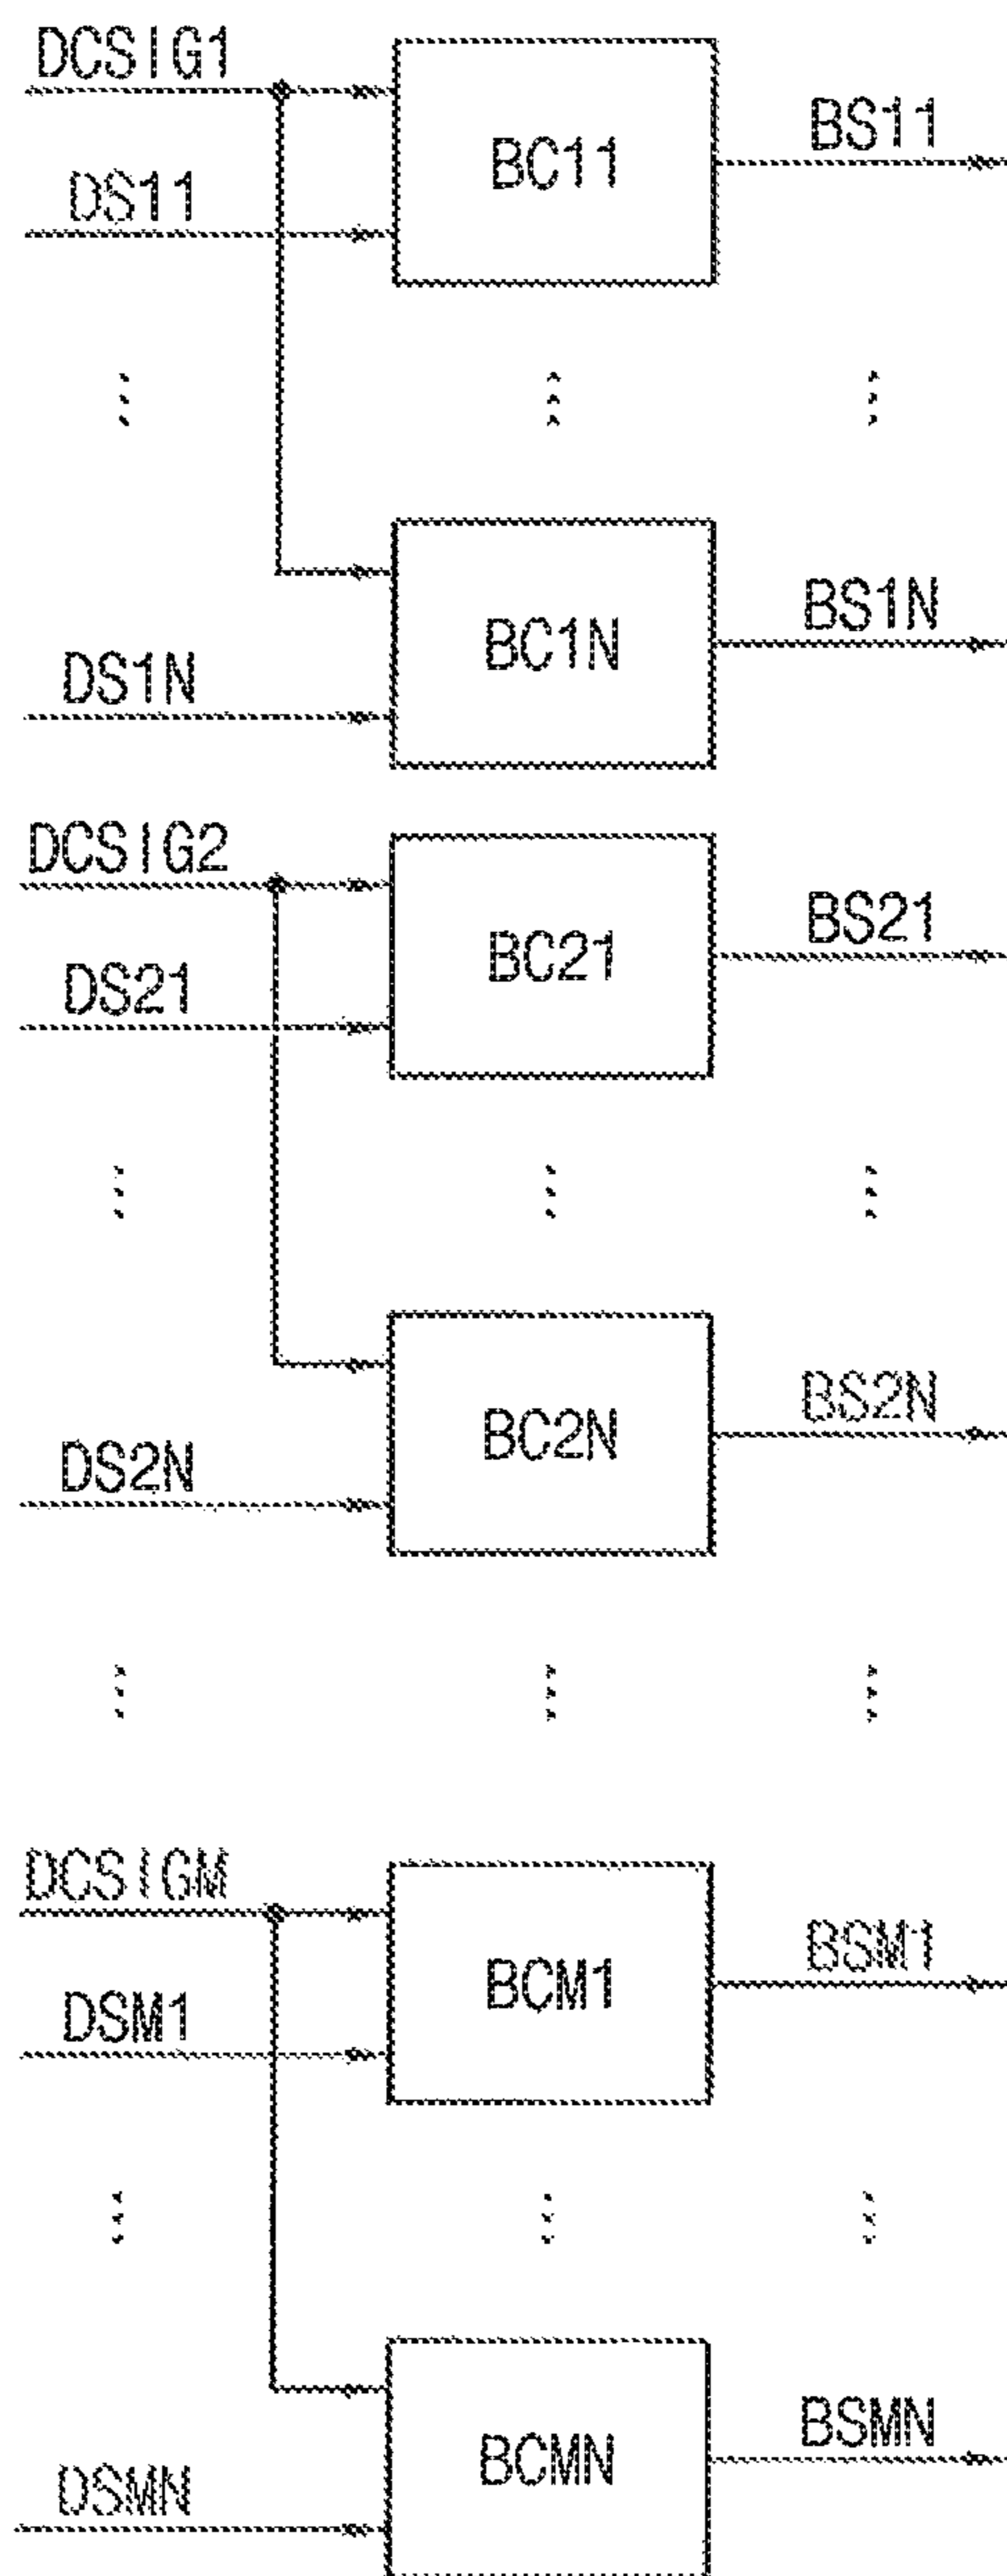 DCSIG1
BC11
BS11
DS11
BC1N
BS1N
DS1N
DCSIG2
BC21
BS21
DS21
BC2N
BS2N
DS2N
DCSIGM
BCM1
BSM1
DSM1
BCMN
BSMN
DSMN